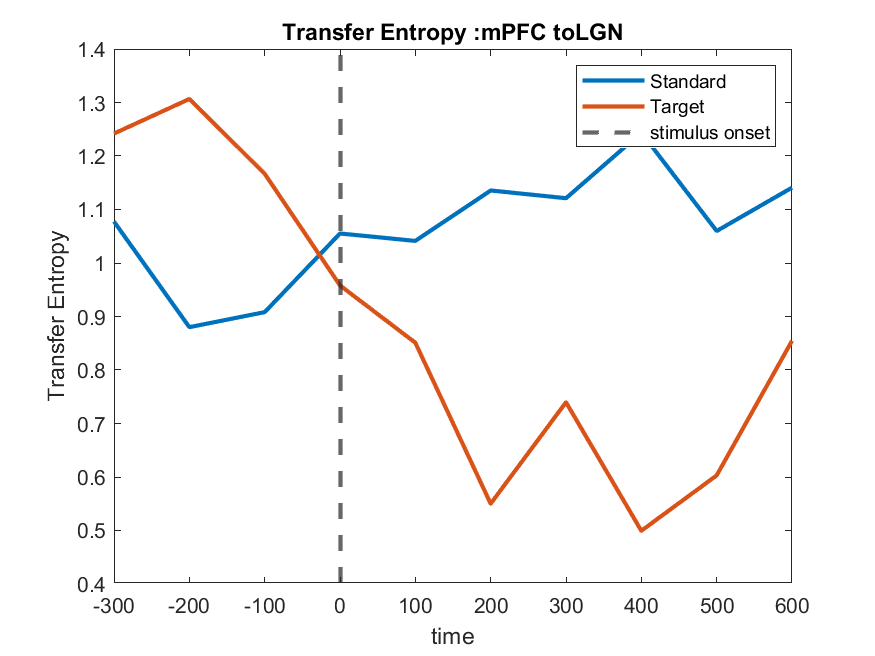 Transfer Entropy :mPFC toLGN
1.4
1.3
1.2
1.1
1
0.9
0.8
0.7
0.6
0.5
0.4
Transfer Entropy
Standard
Target
stimulus onset
-300 -200 -100 0 100 200 300 400 500 600
time